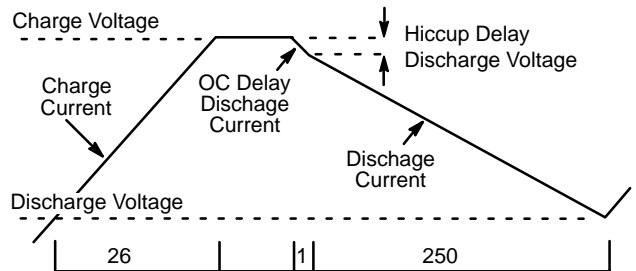 Charge Voltage
Hiccup Delay
Discharge Voltage
Charge
Current
OC Delay
Dischage
Current
Dischage
Current
Discharge Voltage
26
1
250